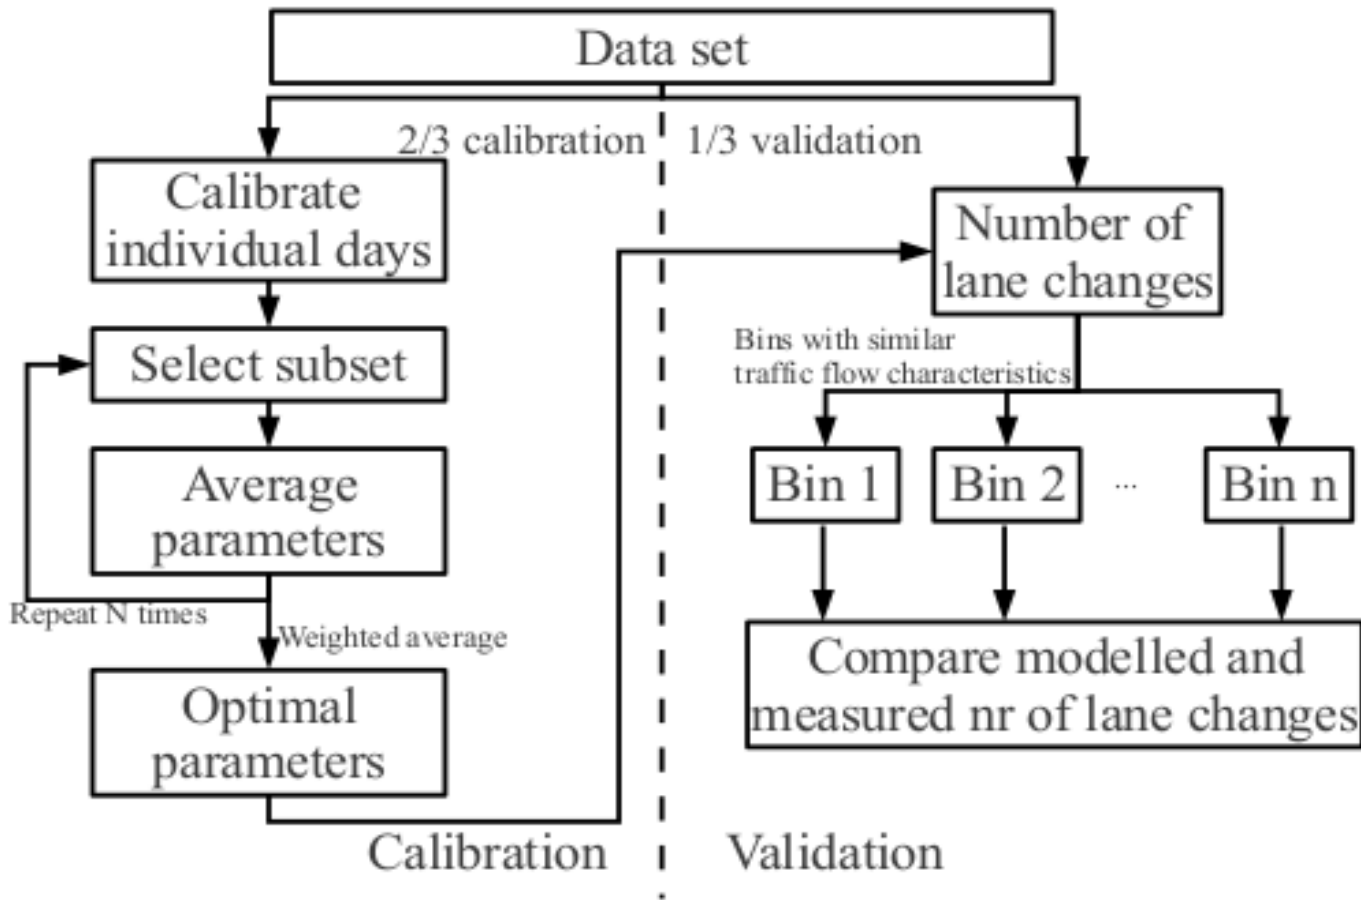 Data set
2/3 calibration
1/3 validation
Calibrate
individual days
Number of
lane changes
Select subset
Bins with similar
traffic flow characteristics
Average
parameters
Bin 1
Bin 2
...
Bin n
Repeat N times
Weighted average
Optimal
parameters
Compare modelled and
measured nr of lane changes
Calibration
Validation